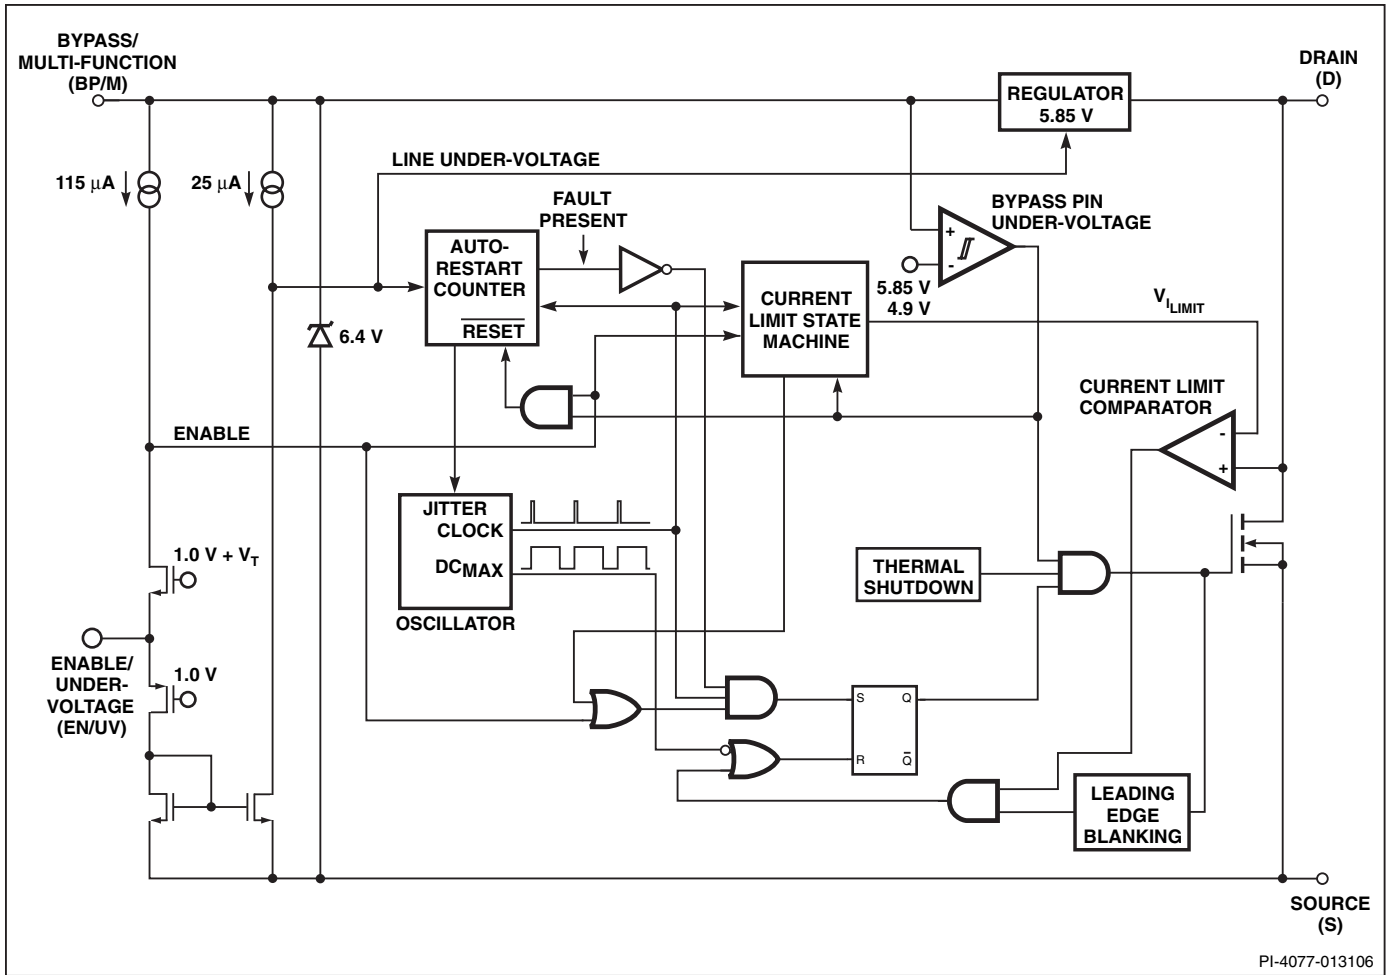 BYPASS/
MULTI-FUNCTION
(BP/M)
DRAIN
(D)
REGULATOR
5.85 V
LINE UNDER-VOLTAGE
115 μA
25 μA
FAULT
PRESENT
BYPASS PIN
UNDER-VOLTAGE
+
-
5.85 V
4.9 V
AUTO-
RESTART
COUNTER
RESET
6.4 V
CURRENT
LIMIT STATE
MACHINE
VILIMIT
CURRENT LIMIT
COMPARATOR
-
+
ENABLE
JITTER
CLOCK
DCMAX
OSCILLATOR
1.0 V + VT
THERMAL
SHUTDOWN
ENABLE/
UNDER-
VOLTAGE
(EN/UV)
1.0 V
S Q
R Q̅
LEADING
EDGE
BLANKING
SOURCE
(S)
PI-4077-013106